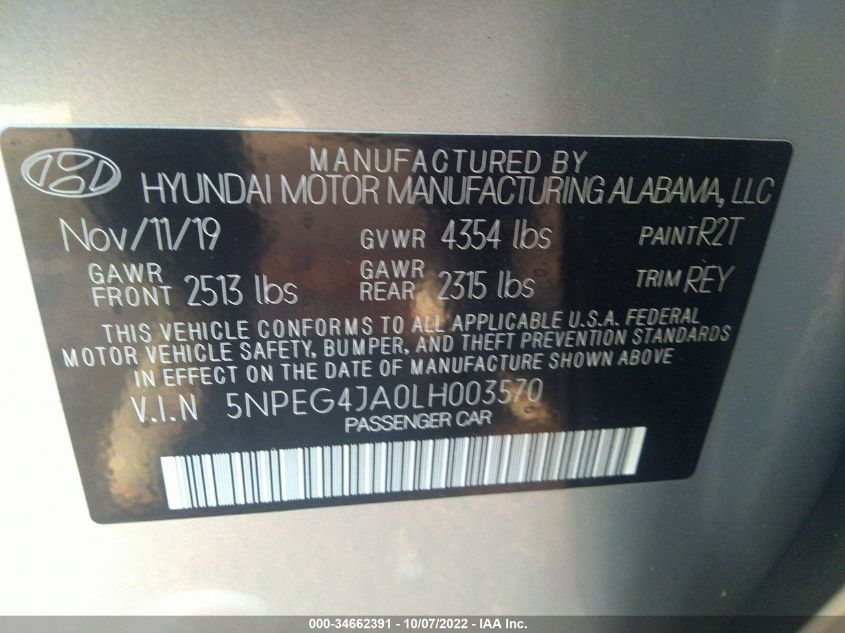 MANUFACTURED BY
HYUNDAI MOTOR MANUFACTURING ALABAMA, LLC
Nov/11/19 GVWR 4354 lbs PAINT R2T
GAWR FRONT 2513 lbs GAWR REAR 2315 lbs TRIM REY
THIS VEHICLE CONFORMS TO ALL APPLICABLE U.S.A. FEDERAL
MOTOR VEHICLE SAFETY, BUMPER, AND THEFT PREVENTION STANDARDS
IN EFFECT ON THE DATE OF MANUFACTURE SHOWN ABOVE
V.I.N 5NPEG4JA0LH003570
PASSENGER CAR
000-34662391 - 10/07/2022 - IAA Inc.